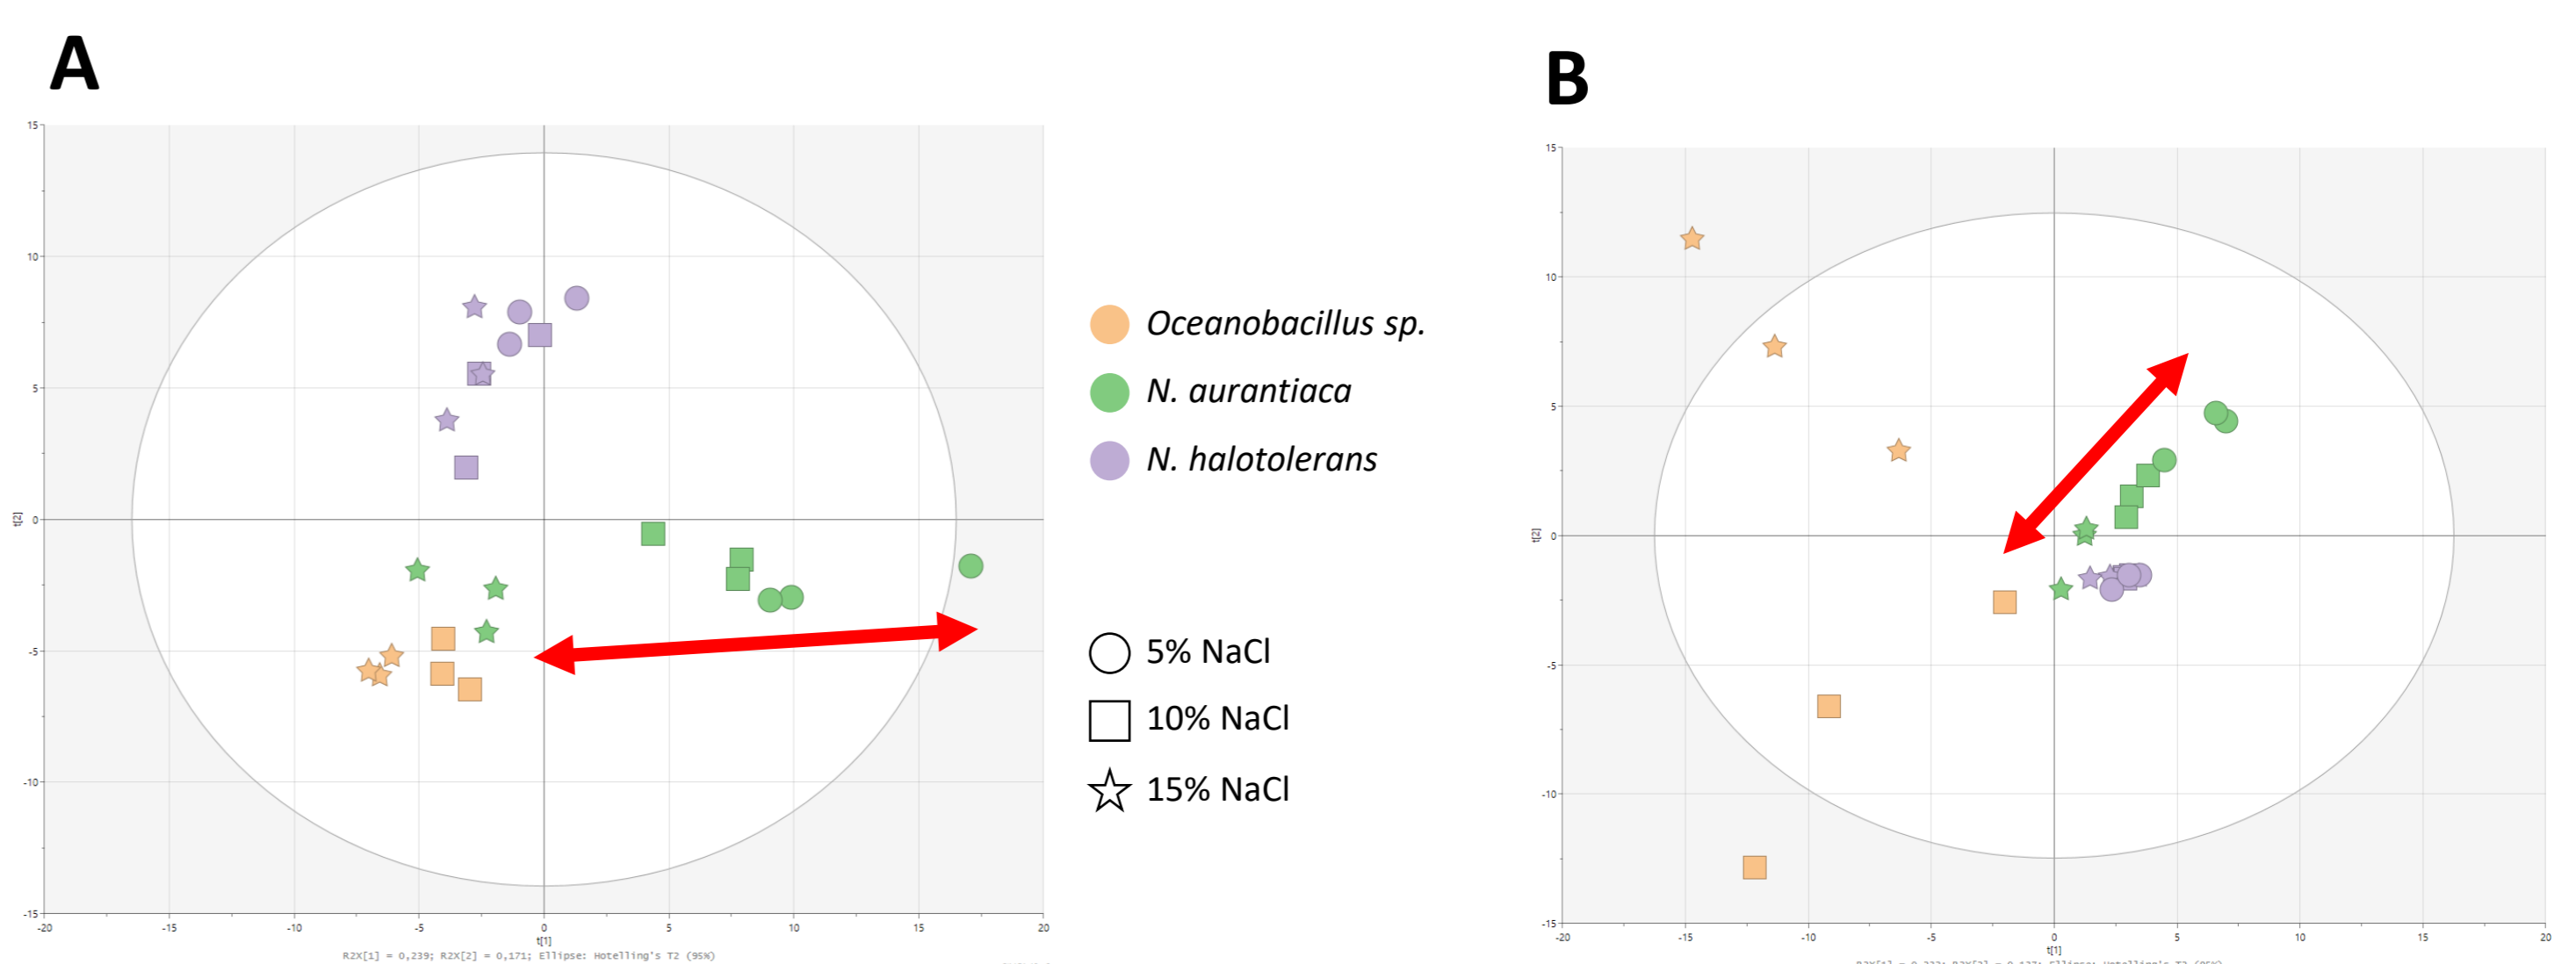 A
B
15
10
5
0
-5
-10
-15
t[2]
-20
-15
-10
-5
0
5
10
15
20
t[1]
R2X[1] = 0,239; R2X[2] = 0,171; Ellipse: Hotelling's T2 (95%)
Oceanobacillus sp.
N. aurantiaca
N. halotolerans
5% NaCl
10% NaCl
15% NaCl
15
10
5
0
-5
-10
-15
t[2]
-20
-15
-10
-5
0
5
10
15
20
t[1]